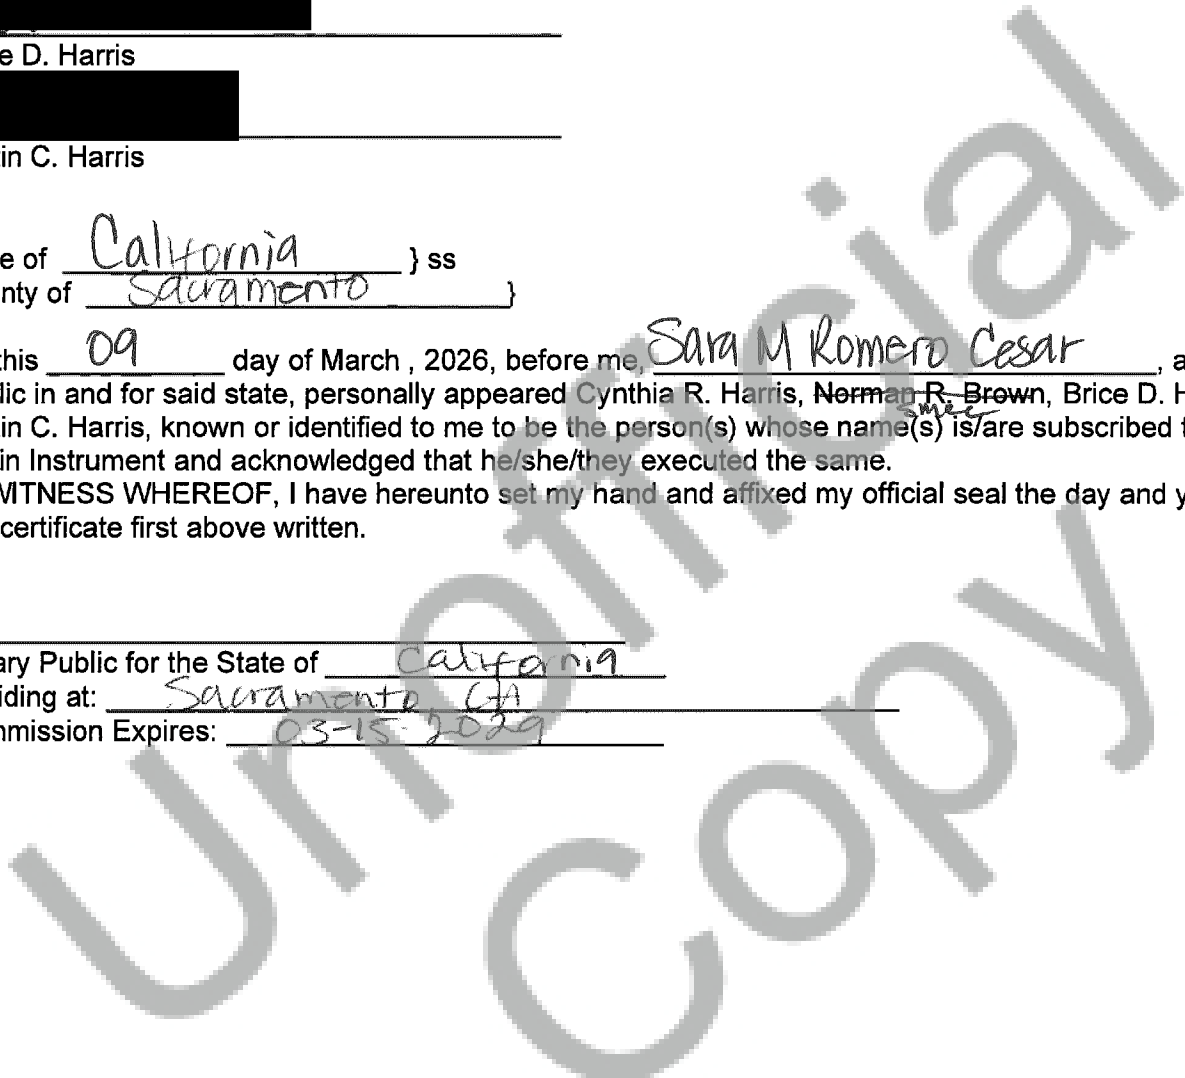 e D. Harris
in C. Harris
e of California } ss
nty of Sacramento }
this 09 day of March , 2026, before me, Sara M Romero Cesar, a
lic in and for said state, personally appeared Cynthia R. Harris, Norman R. Brown, Brice D. H
in C. Harris, known or identified to me to be the person(s) whose name(s) is/are subscribed t
in Instrument and acknowledged that he/she/they executed the same.
WITNESS WHEREOF, I have hereunto set my hand and affixed my official seal the day and y
certificate first above written.
ary Public for the State of California
iding at: Sacramento, CA
mmission Expires: 03-15-2029
Unofficial
Copy